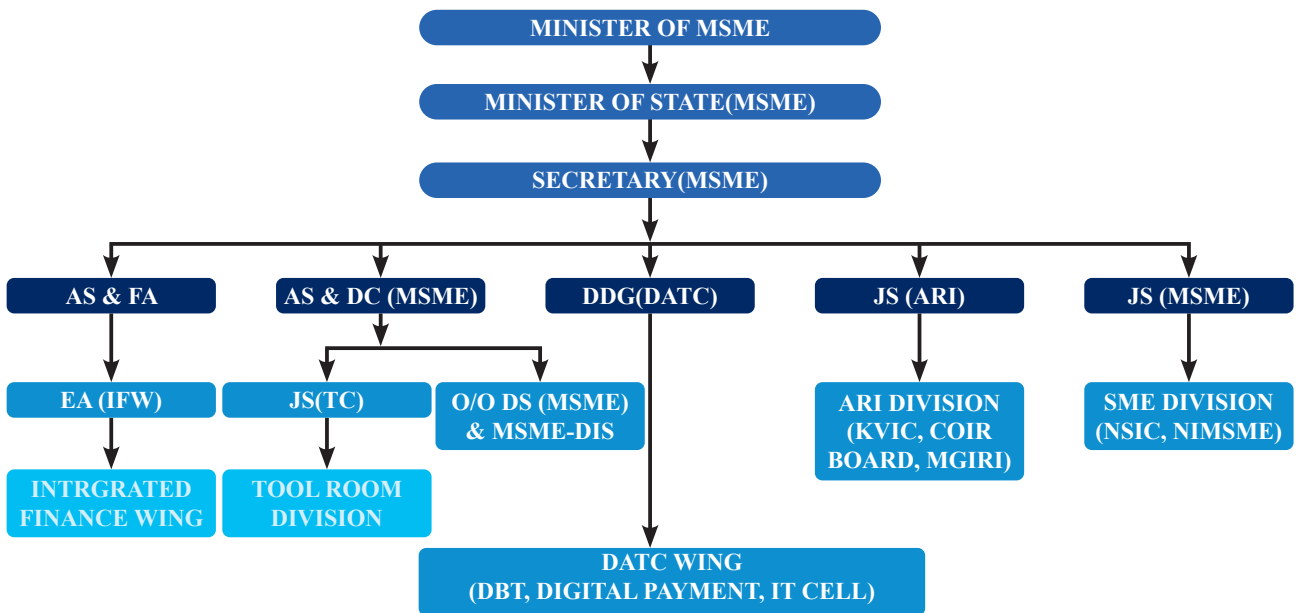 MINISTER OF MSME
MINISTER OF STATE(MSME)
SECRETARY(MSME)
AS & FA
AS & DC (MSME)
DDG(DATC)
JS (ARI)
JS (MSME)
EA (IFW)
JS(TC)
O/O DS (MSME)
& MSME-DIS
ARI DIVISION
(KVIC, COIR
BOARD, MGIRI)
SME DIVISION
(NSIC, NIMSME)
INTRGRATED
FINANCE WING
TOOL ROOM
DIVISION
DATC WING
(DBT, DIGITAL PAYMENT, IT CELL)